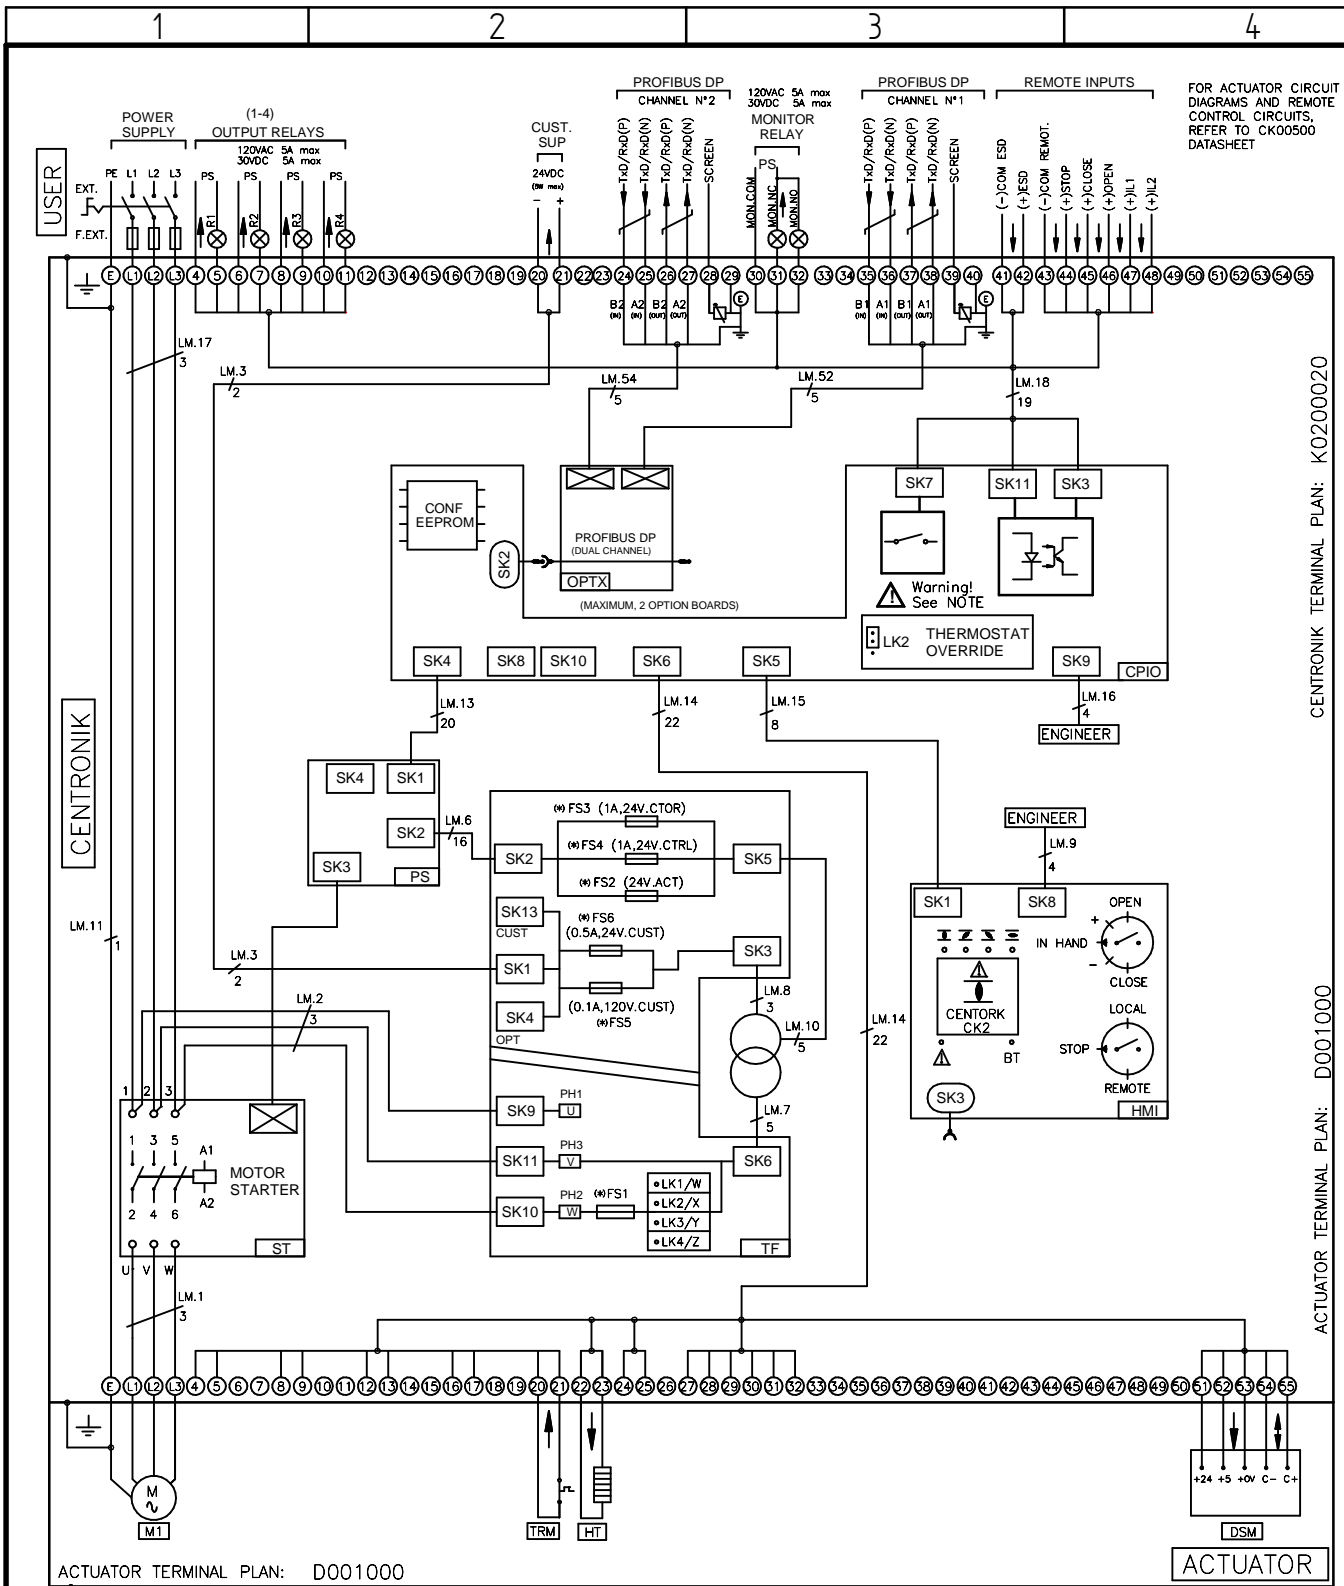 1 2 3 4
FOR ACTUATOR CIRCUIT
DIAGRAMS AND REMOTE
CONTROL CIRCUITS,
REFER TO CK00500
DATASHEET
USER
POWER
SUPPLY
PE L1 L2 L3
EXT.
F.EXT.
(1-4)
OUTPUT RELAYS
120VAC 5A max
30VDC 5A max
PS PS PS PS
R1 R2 R3 R4
CUST.
SUP
24VDC
(5W max)
- +
PROFIBUS DP
CHANNEL N°2
TxD/RxD(P)
TxD/RxD(N)
TxD/RxD(P)
TxD/RxD(N)
SCREEN
120VAC 5A max
30VDC 5A max
MONITOR
RELAY
PS
MON.COM
MON.NC
MON.NO
PROFIBUS DP
CHANNEL N°1
TxD/RxD(P)
TxD/RxD(N)
TxD/RxD(P)
TxD/RxD(N)
SCREEN
REMOTE INPUTS
(-)COM ESD
(+)ESD
(-)COM REMOT.
(+)STOP
(+)CLOSE
(+)OPEN
(+)IL1
(+)IL2
E L1 L2 L3 4 5 6 7 8 9 10 11 12 13 14 15 16 17 18 19 20 21 22 23 24 25 26 27 28 29 30 31 32 33 34 35 36 37 38 39 40 41 42 43 44 45 46 47 48 49 50 51 52 53 54 55
B2 A2 B2 A2
(IN) (IN) (OUT) (OUT)
E
B1 A1 B1 A1
(IN) (IN) (OUT) (OUT)
E
LM.17
3
LM.3
2
LM.54
5
LM.52
5
LM.18
19
CENTRONIK TERMINAL PLAN: K0200020
CONF
EEPROM
SK2
PROFIBUS DP
(DUAL CHANNEL)
OPTX
(MAXIMUM, 2 OPTION BOARDS)
SK7 SK11 SK3
Warning!
See NOTE
LK2
THERMOSTAT
OVERRIDE
SK4 SK8 SK10 SK6 SK5 SK9
CPIO
LM.13
20
LM.14
22
LM.15
8
LM.16
4
ENGINEER
CENTRONIK
SK4 SK1
SK2
SK3
PS
LM.6
16
(*)FS3 (1A,24V.CTOR)
(*)FS4 (1A,24V.CTRL)
(*)FS2 (24V.ACT)
SK2 SK5
SK13
CUST
(*)FS6
(0.5A,24V.CUST)
SK1 SK3
SK4
OPT
(0.1A,120V.CUST)
(*)FS5
LM.8
3
LM.10
5
LM.7
5
LM.14
22
LM.11
1
LM.3
2
LM.2
3
ENGINEER
LM.9
4
SK1 SK8
OPEN
+
IN HAND
-
CLOSE
CENTORK
CK2
BT
LOCAL
STOP
REMOTE
SK3
HMI
SK9
PH1
U
SK11
PH3
V
SK6
SK10
PH2
W
(*)FS1
LK1/W
LK2/X
LK3/Y
LK4/Z
TF
1 2 3
1 3 5
A1
A2
2 4 6
MOTOR
STARTER
ST
U V W
LM.1
3
ACTUATOR TERMINAL PLAN: D001000
E L1 L2 L3 4 5 6 7 8 9 10 11 12 13 14 15 16 17 18 19 20 21 22 23 24 25 26 27 28 29 30 31 32 33 34 35 36 37 38 39 40 41 42 43 44 45 46 47 48 49 50 51 52 53 54 55
M
M1
TRM
HT
+24 +5 +0V C- C+
DSM
ACTUATOR TERMINAL PLAN: D001000
ACTUATOR